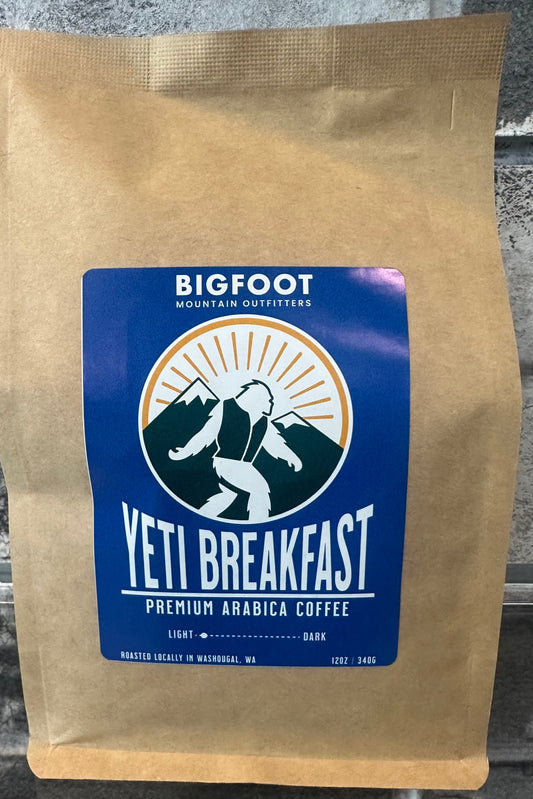 BIGFOOT
MOUNTAIN OUTFITTERS
YETI BREAKFAST
PREMIUM ARABICA COFFEE
LIGHT DARK
ROASTED LOCALLY IN WASHOUGAL, WA 12OZ / 340G